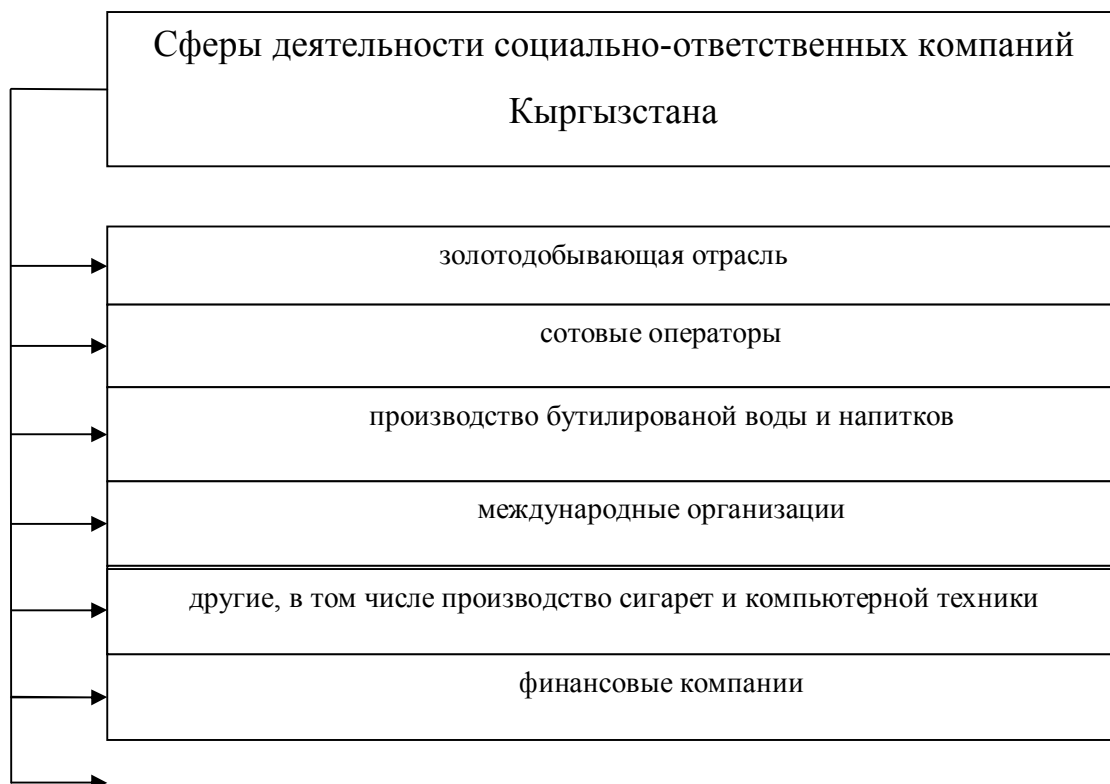 Сферы деятельности социально-ответственных компаний
Кыргызстана
золотодобывающая отрасль
сотовые операторы
производство бутилированой воды и напитков
международные организации
другие, в том числе производство сигарет и компьютерной техники
финансовые компании